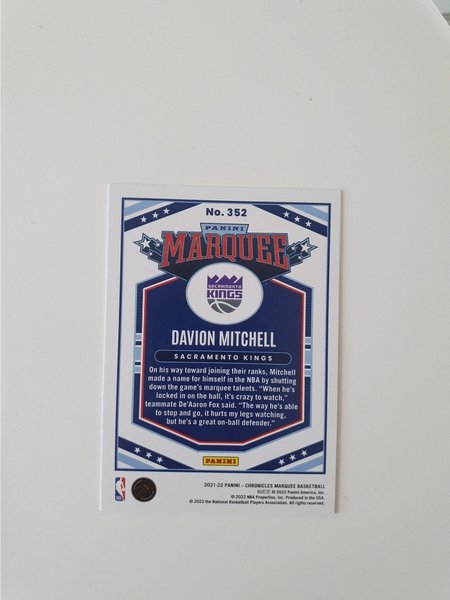 No. 352
PANINI
MARQUEE
SACRAMENTO
KINGS
DAVION MITCHELL
SACRAMENTO KINGS
On his way toward joining their ranks, Mitchell
made a name for himself in the NBA by shutting
down the game's marquee talents. "When he's
locked in on the ball, it's crazy to watch,"
teammate De'Aaron Fox said. "The way he's able
to stop and go, it hurts my legs watching,
but he's a great on-ball defender."
PANINI
2021-22 PANINI – CHRONICLES MARQUEE BASKETBALL
© 2022 Panini America, Inc.
© 2022 NBA Properties, Inc. Produced in the USA.
© 2022 the National Basketball Players Association. All rights reserved.